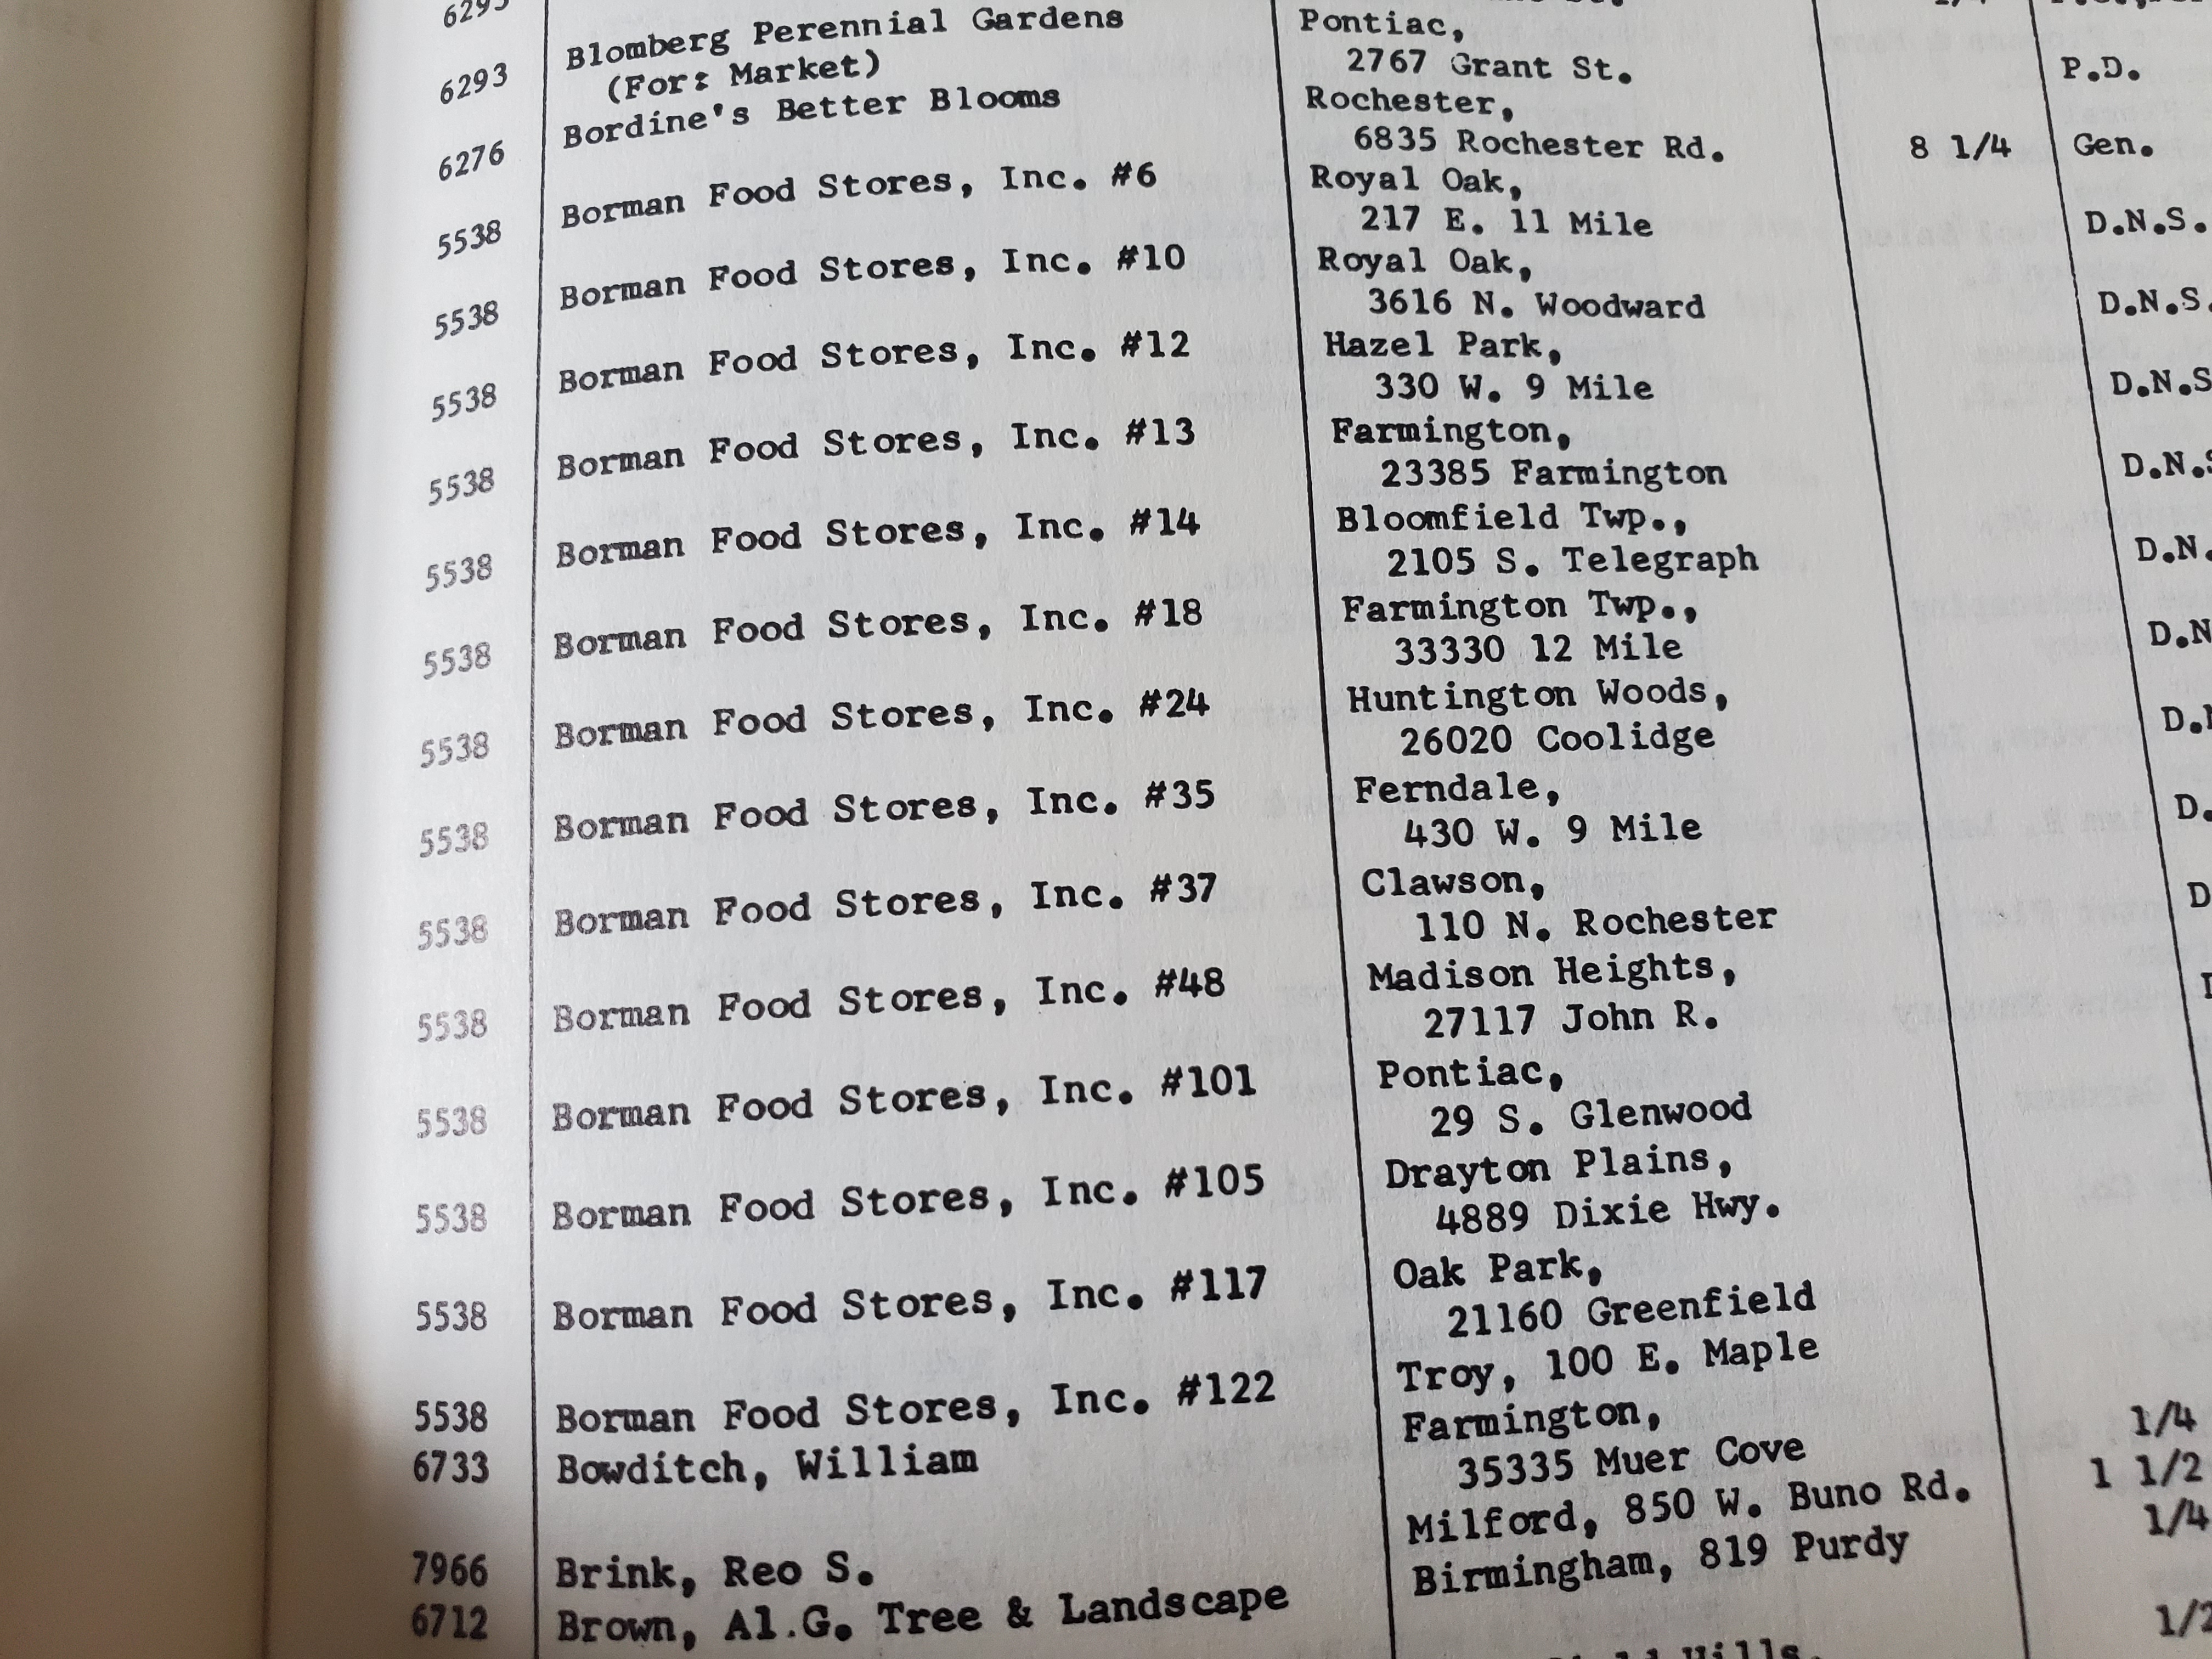 6293 Blomberg Perennial Gardens Pontiac,
(For: Market) 2767 Grant St. P.D.
6276 Bordine's Better Blooms Rochester,
6835 Rochester Rd. 8 1/4 Gen.
5538 Borman Food Stores, Inc. #6 Royal Oak,
217 E. 11 Mile D.N.S.
5538 Borman Food Stores, Inc. #10 Royal Oak,
3616 N. Woodward D.N.S.
5538 Borman Food Stores, Inc. #12 Hazel Park,
330 W. 9 Mile D.N.S
5538 Borman Food Stores, Inc. #13 Farmington,
23385 Farmington D.N.S
5538 Borman Food Stores, Inc. #14 Bloomfield Twp.,
2105 S. Telegraph D.N.
5538 Borman Food Stores, Inc. #18 Farmington Twp.,
33330 12 Mile D.N
5538 Borman Food Stores, Inc. #24 Huntington Woods,
26020 Coolidge D.N
5538 Borman Food Stores, Inc. #35 Ferndale,
430 W. 9 Mile D.
5538 Borman Food Stores, Inc. #37 Clawson,
110 N. Rochester D
5538 Borman Food Stores, Inc. #48 Madison Heights,
27117 John R.
5538 Borman Food Stores, Inc. #101 Pontiac,
29 S. Glenwood
5538 Borman Food Stores, Inc. #105 Drayton Plains,
4889 Dixie Hwy.
5538 Borman Food Stores, Inc. #117 Oak Park,
21160 Greenfield
5538 Borman Food Stores, Inc. #122 Troy, 100 E. Maple
6733 Bowditch, William Farmington,
35335 Muer Cove 1/4
7966 Brink, Reo S. Milford, 850 W. Buno Rd. 1 1/2
6712 Brown, Al.G. Tree & Landscape Birmingham, 819 Purdy 1/4
Hills, 1/2